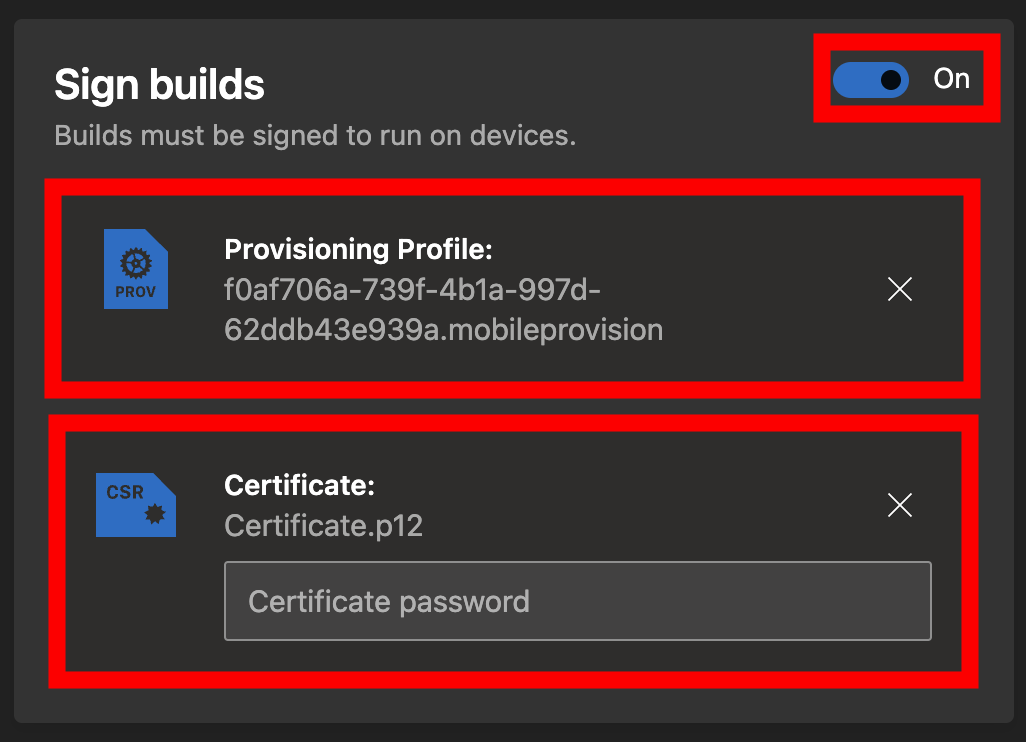 Sign builds
On
Builds must be signed to run on devices.
PROV
Provisioning Profile:
f0af706a-739f-4b1a-997d-
62ddb43e939a.mobileprovision
CSR
Certificate:
Certificate.p12
Certificate password